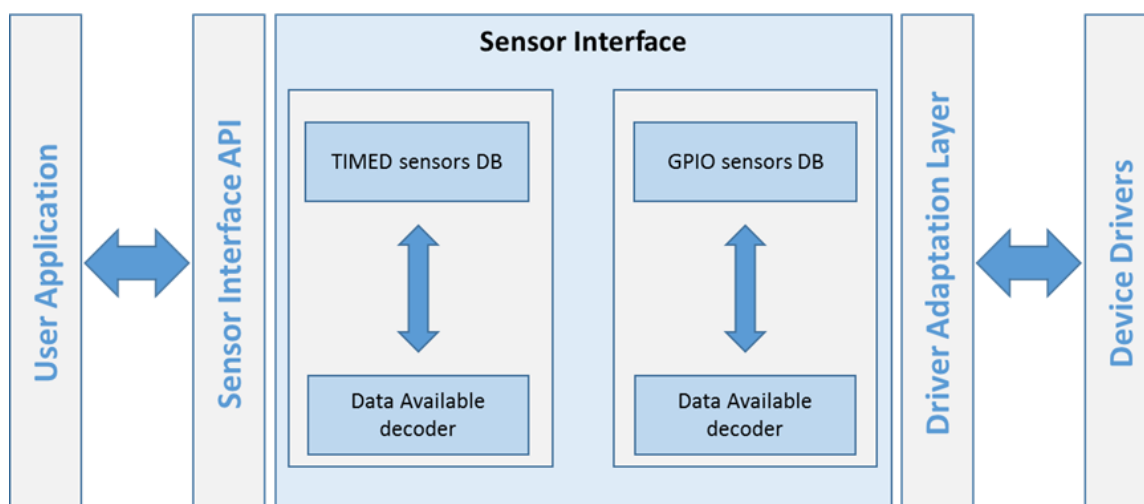 User Application
Sensor Interface API
Sensor Interface
TIMED sensors DB
Data Available
decoder
GPIO sensors DB
Data Available
decoder
Driver Adaptation Layer
Device Drivers